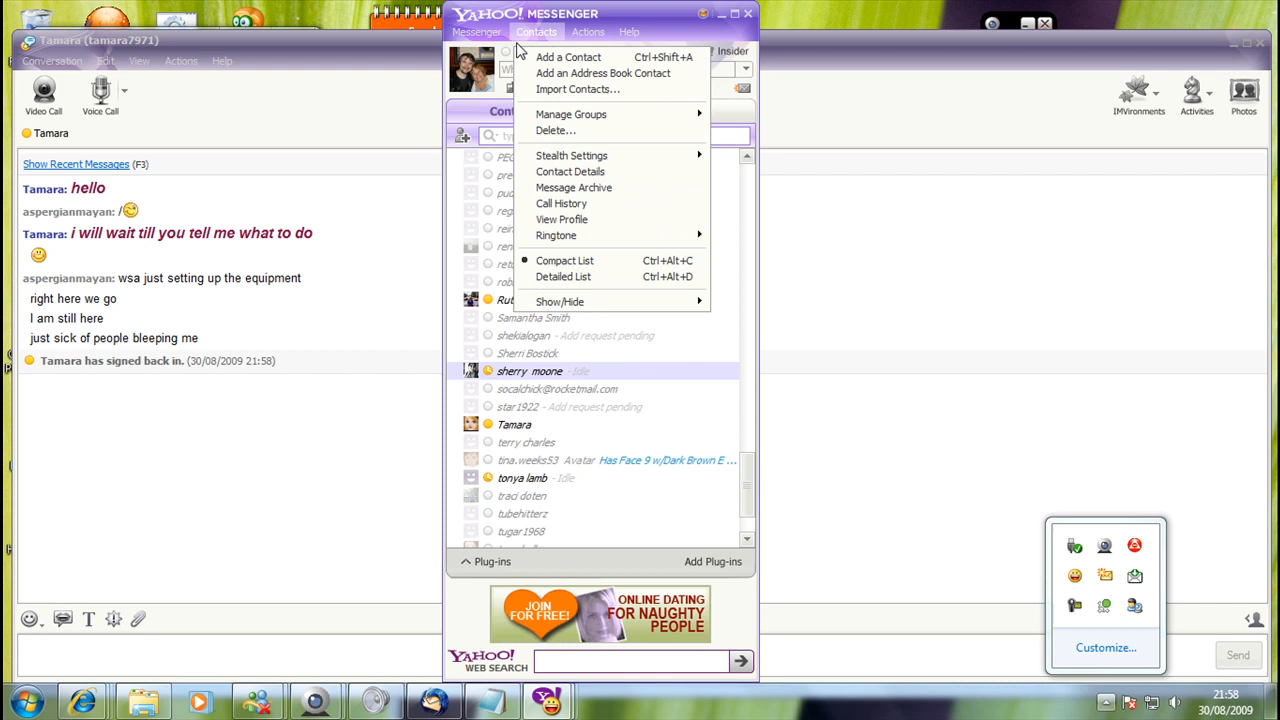 Tamara (tamara7971)
Conversation Edit View Actions Help
Video Call Voice Call
Tamara
Show Recent Messages (F3)
Tamara: hello
aspergianmayan: /
Tamara: i will wait till you tell me what to do
aspergianmayan: wsa just setting up the equipment
right here we go
I am still here
just sick of people bleeping me
Tamara has signed back in. (30/08/2009 21:58)
YAHOO! MESSENGER
Messenger Contacts Actions Help
Insider
Add a Contact Ctrl+Shift+A
Add an Address Book Contact
Import Contacts...
Manage Groups
Delete...
Stealth Settings
Contact Details
Message Archive
Call History
View Profile
Ringtone
Compact List Ctrl+Alt+C
Detailed List Ctrl+Alt+D
Show/Hide
Samantha Smith
shekialogan - Add request pending
Sherri Bostick
sherry moone - Idle
socalchick@rocketmail.com
star1922 - Add request pending
Tamara
terry charles
tina.weeks53 Avatar Has Face 9 w/Dark Brown E ...
tonya lamb - Idle
traci doten
tubehitterz
tugar1968
Plug-ins Add Plug-ins
JOIN FOR FREE!
ONLINE DATING
FOR NAUGHTY
PEOPLE
YAHOO!
WEB SEARCH
IMVironments Activities Photos
Customize...
Send
21:58
30/08/2009